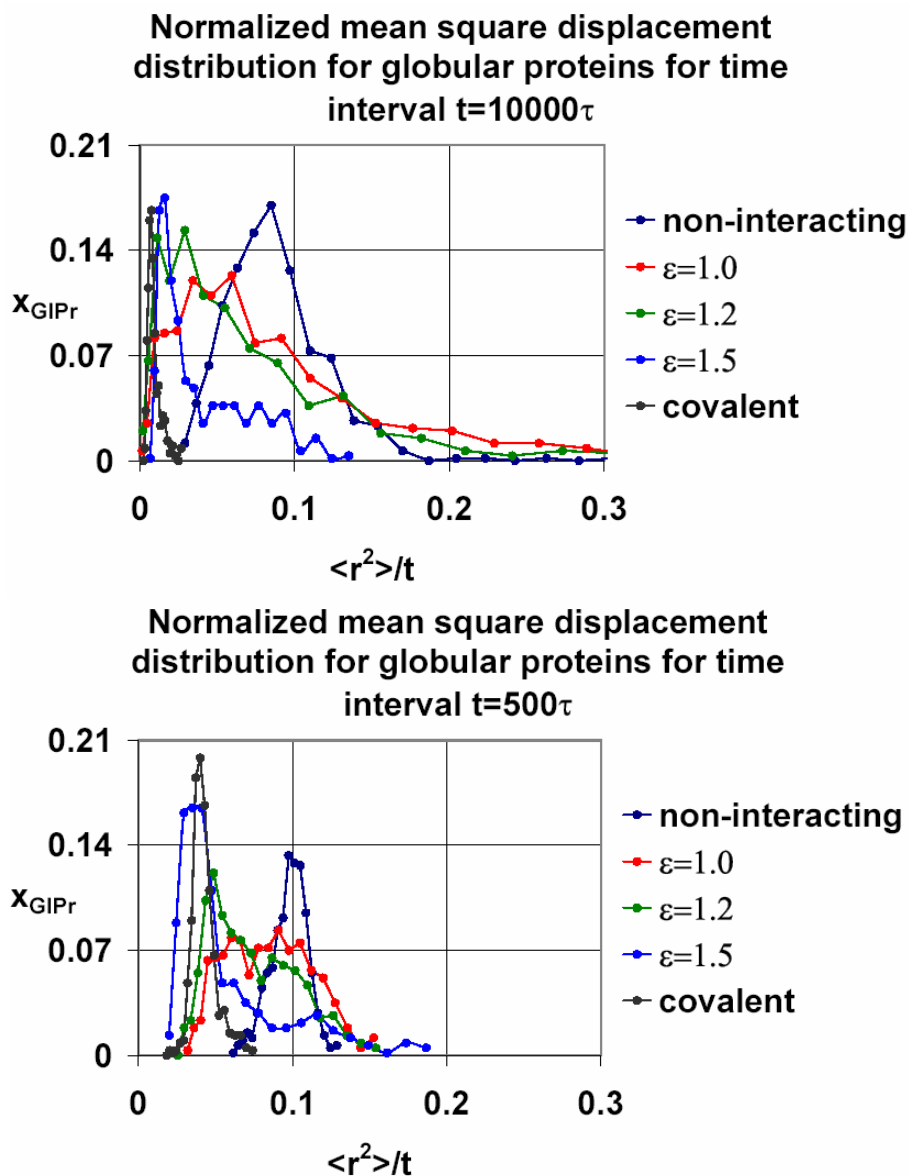 Normalized mean square displacement
distribution for globular proteins for time
interval t=10000τ
0.21
0.14
0.07
0
x_GlPr
0 0.1 0.2 0.3
<r²>/t
non-interacting
ε=1.0
ε=1.2
ε=1.5
covalent
Normalized mean square displacement
distribution for globular proteins for time
interval t=500τ
0.21
0.14
0.07
0
x_GlPr
0 0.1 0.2 0.3
<r²>/t
non-interacting
ε=1.0
ε=1.2
ε=1.5
covalent